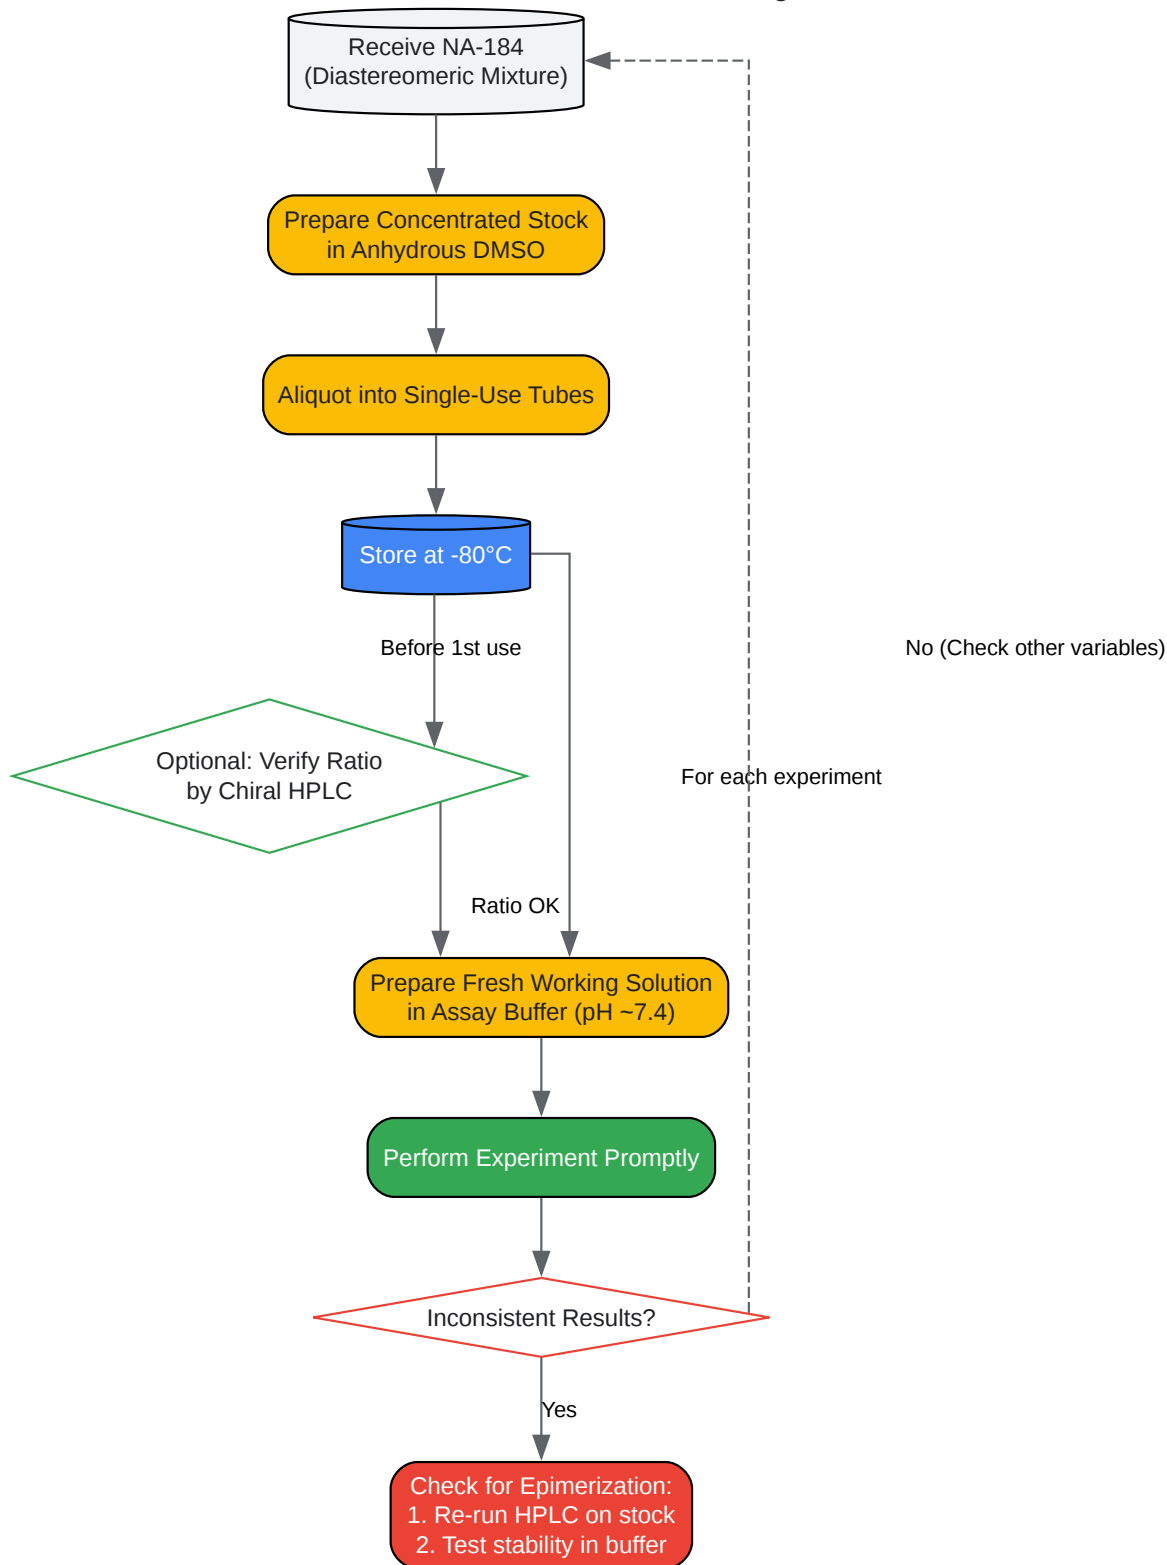 Receive NA-184
(Diastereomeric Mixture)
Prepare Concentrated Stock
in Anhydrous DMSO
Aliquot into Single-Use Tubes
Store at -80°C
Before 1st use
No (Check other variables)
Optional: Verify Ratio
by Chiral HPLC
For each experiment
Ratio OK
Prepare Fresh Working Solution
in Assay Buffer (pH ~7.4)
Perform Experiment Promptly
Inconsistent Results?
Yes
Check for Epimerization:
1. Re-run HPLC on stock
2. Test stability in buffer